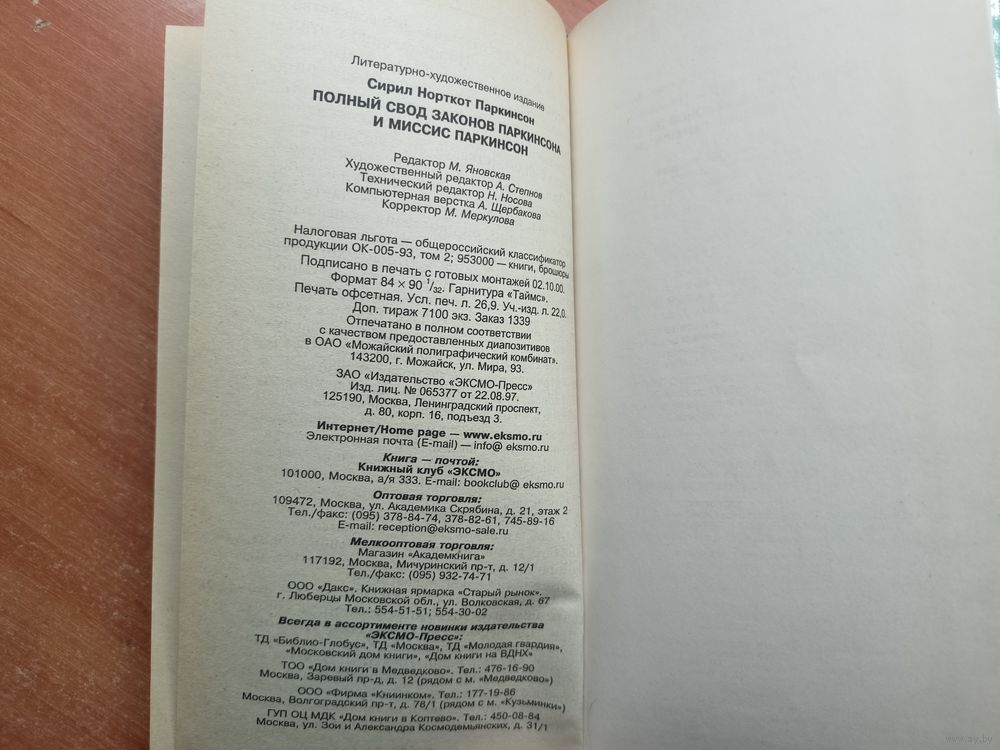 Литературно-художественное издание
Сирил Норткот Паркинсон
ПОЛНЫЙ СВОД ЗАКОНОВ ПАРКИНСОНА
И МИССИС ПАРКИНСОН
Редактор М. Яновская
Художественный редактор А. Степнов
Технический редактор Н. Носова
Компьютерная верстка А. Щербакова
Корректор М. Меркулова
Налоговая льгота — общероссийский классификатор
продукции ОК-005-93, том 2; 953000 — книги, брошюры
Подписано в печать с готовых монтажей 02.10.00.
Формат 84 × 90 1/32. Гарнитура «Таймс».
Печать офсетная. Усл. печ. л. 26,9. Уч.-изд. л. 22,0.
Доп. тираж 7100 экз. Заказ 1339
Отпечатано в полном соответствии
с качеством предоставленных диапозитивов
в ОАО «Можайский полиграфический комбинат».
143200, г. Можайск, ул. Мира, 93.
ЗАО «Издательство «ЭКСМО-Пресс»
Изд. лиц. № 065377 от 22.08.97.
125190, Москва, Ленинградский проспект,
д. 80, корп. 16, подъезд 3.
Интернет/Home page — www.eksmo.ru
Электронная почта (E-mail) — info@ eksmo.ru
Книга — почтой:
Книжный клуб «ЭКСМО»
101000, Москва, а/я 333. E-mail: bookclub@ eksmo.ru
Оптовая торговля:
109472, Москва, ул. Академика Скрябина, д. 21, этаж 2
Тел./факс: (095) 378-84-74, 378-82-61, 745-89-16
E-mail: reception@eksmo-sale.ru
Мелкооптовая торговля:
Магазин «Академкнига»
117192, Москва, Мичуринский пр-т, д. 12/1
Тел./факс: (095) 932-74-71
ООО «Дакс». Книжная ярмарка «Старый рынок».
г. Люберцы Московской обл., ул. Волковская, д. 67
Тел.: 554-51-51; 554-30-02
Всегда в ассортименте новинки издательства
«ЭКСМО-Пресс»:
ТД «Библио-Глобус», ТД «Москва», ТД «Молодая гвардия»,
«Московский дом книги», «Дом книги на ВДНХ»
ТОО «Дом книги в Медведково». Тел.: 476-16-90
Москва, Заревый пр-д, д. 12 (рядом с м. «Медведково»)
ООО «Фирма «Книинком». Тел.: 177-19-86
Москва, Волгоградский пр-т, д. 78/1 (рядом с м. «Кузьминки»)
ГУП ОЦ МДК «Дом книги в Коптево». Тел.: 450-08-84
Москва, ул. Зои и Александра Космодемьянских, д. 31/1
www.ay.by